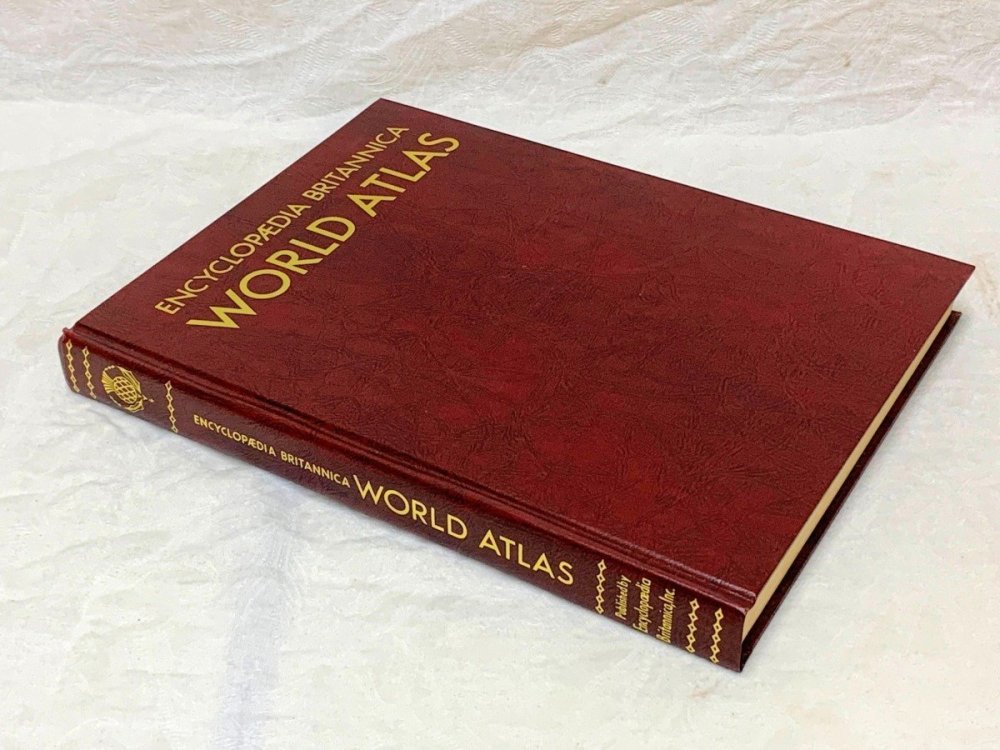 ENCYCLOPÆDIA BRITANNICA
WORLD ATLAS
ENCYCLOPÆDIA BRITANNICA WORLD ATLAS
Published by
Encyclopædia
Britannica, Inc.